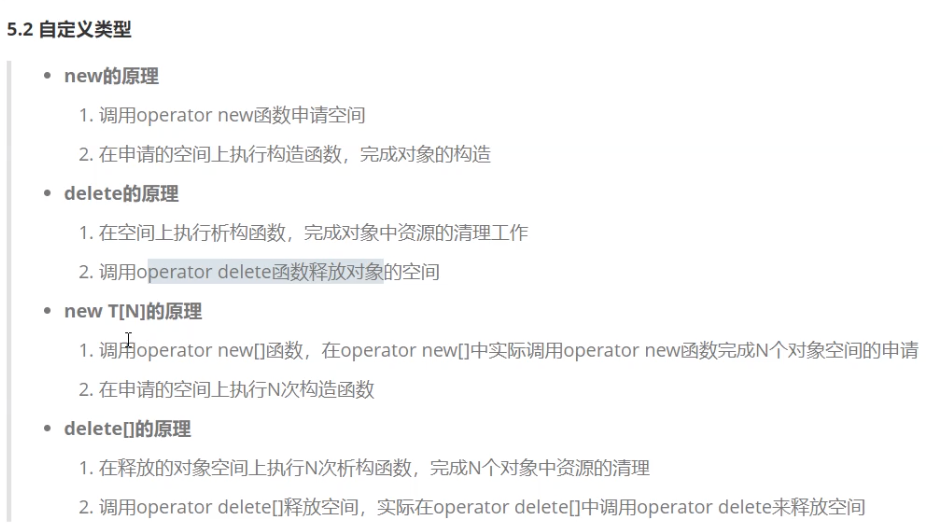 5.2 自定义类型
• new的原理
1. 调用operator new函数申请空间
2. 在申请的空间上执行构造函数，完成对象的构造
• delete的原理
1. 在空间上执行析构函数，完成对象中资源的清理工作
2. 调用operator delete函数释放对象的空间
• new T[N]的原理
1. 调用operator new[]函数，在operator new[]中实际调用operator new函数完成N个对象空间的申请
2. 在申请的空间上执行N次构造函数
• delete[]的原理
1. 在释放的对象空间上执行N次析构函数，完成N个对象中资源的清理
2. 调用operator delete[]释放空间，实际在operator delete[]中调用operator delete来释放空间